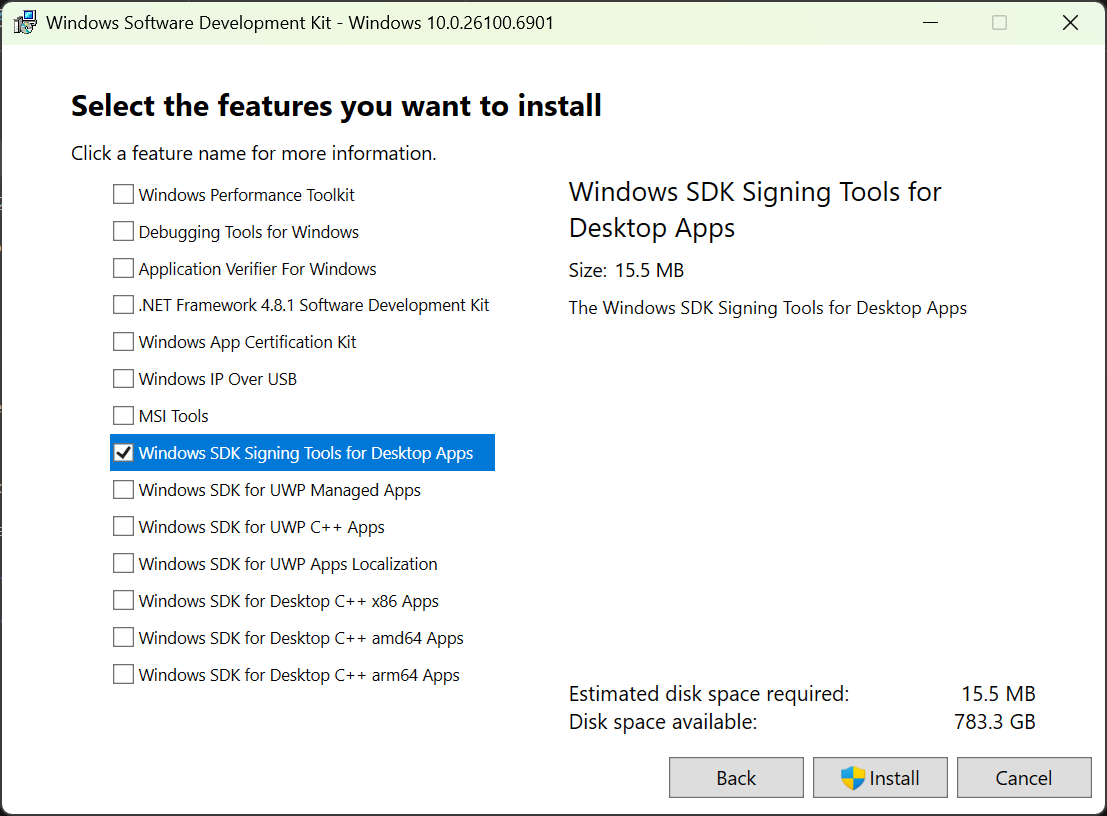 Windows Software Development Kit - Windows 10.0.26100.6901
Select the features you want to install
Click a feature name for more information.
Windows Performance Toolkit
Debugging Tools for Windows
Application Verifier For Windows
.NET Framework 4.8.1 Software Development Kit
Windows App Certification Kit
Windows IP Over USB
MSI Tools
Windows SDK Signing Tools for Desktop Apps
Windows SDK for UWP Managed Apps
Windows SDK for UWP C++ Apps
Windows SDK for UWP Apps Localization
Windows SDK for Desktop C++ x86 Apps
Windows SDK for Desktop C++ amd64 Apps
Windows SDK for Desktop C++ arm64 Apps
Windows SDK Signing Tools for
Desktop Apps
Size: 15.5 MB
The Windows SDK Signing Tools for Desktop Apps
Estimated disk space required: 15.5 MB
Disk space available: 783.3 GB
Back
Install
Cancel